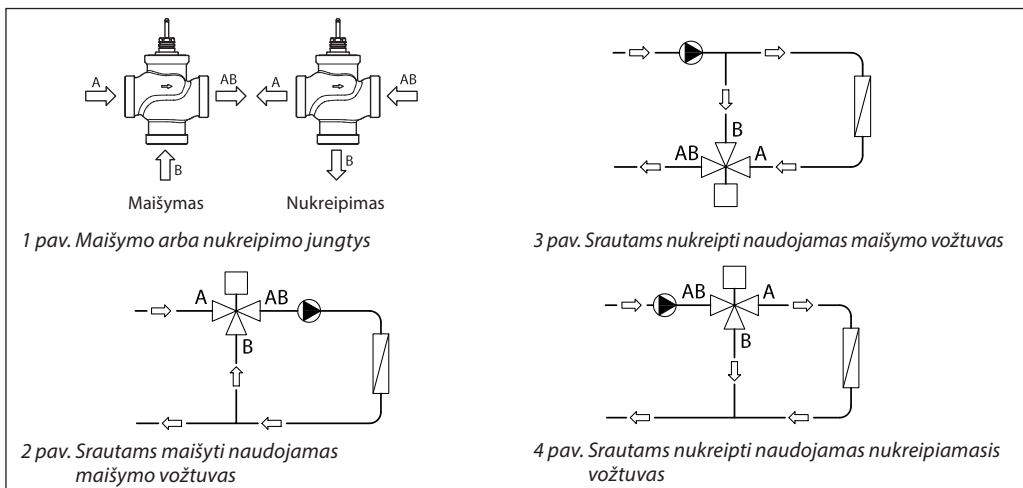 A
AB
B
Maišymas
A
AB
B
Nukreipimas
1 pav. Maišymo arba nukreipimo jungtys
A
AB
B
2 pav. Srautams maišyti naudojamas
maišymo vožtuvas
B
AB
A
3 pav. Srautams nukreipti naudojamas maišymo vožtuvas
AB
A
B
4 pav. Srautams nukreipti naudojamas nukreipiamasis
vožtuvas